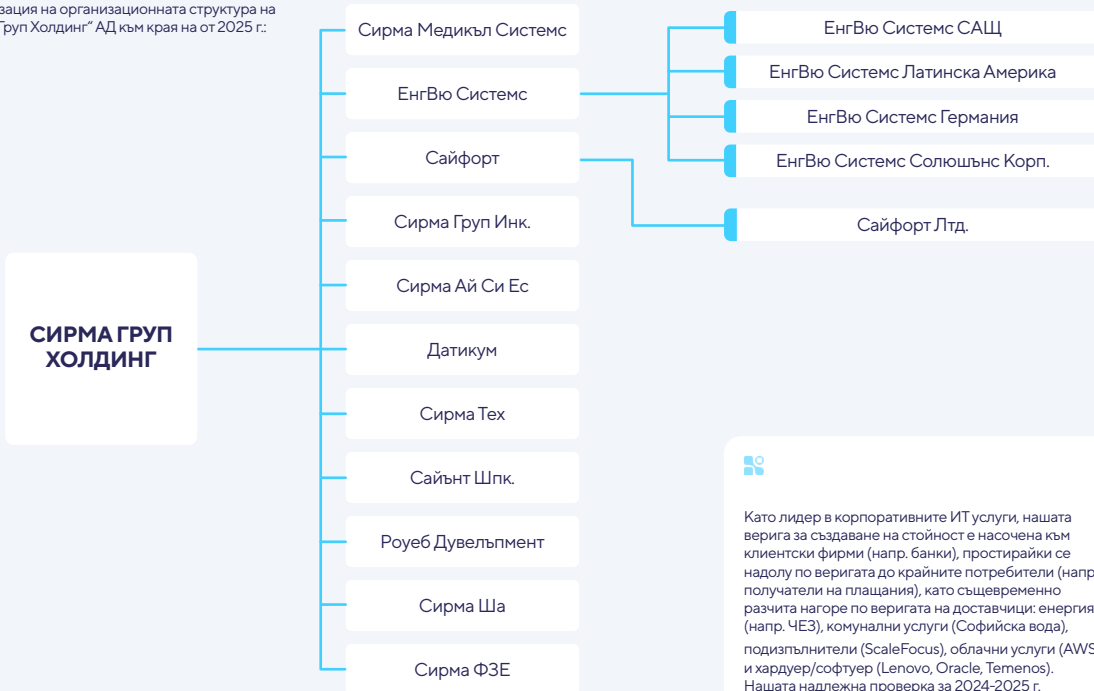 зация на организационната структура на
Груп Холдинг" АД към края на от 2025 г.:
СИРМА ГРУП
ХОЛДИНГ
Сирма Медикъл Системс
ЕнгВю Системс
Сайфорт
Сирма Груп Инк.
Сирма Ай Си Ес
Датикум
Сирма Тех
Сайънт Шпк.
Роуеб Дувелъпмент
Сирма Ша
Сирма ФЗЕ
ЕнгВю Системс САЩ
ЕнгВю Системс Латинска Америка
ЕнгВю Системс Германия
ЕнгВю Системс Солюшънс Корп.
Сайфорт Лтд.
Като лидер в корпоративните ИТ услуги, нашата
верига за създаване на стойност е насочена към
клиентски фирми (напр. банки), простирайки се
надолу по веригата до крайните потребители (напр
получатели на плащания), като същевременно
разчита нагоре по веригата на доставчици: енергия
(напр. ЧЕЗ), комунални услуги (Софийска вода),
подизпълнители (ScaleFocus), облачни услуги (AWS
и хардуер/софтуер (Lenovo, Oracle, Temenos).
Нашата надлежна проверка за 2024-2025 г.